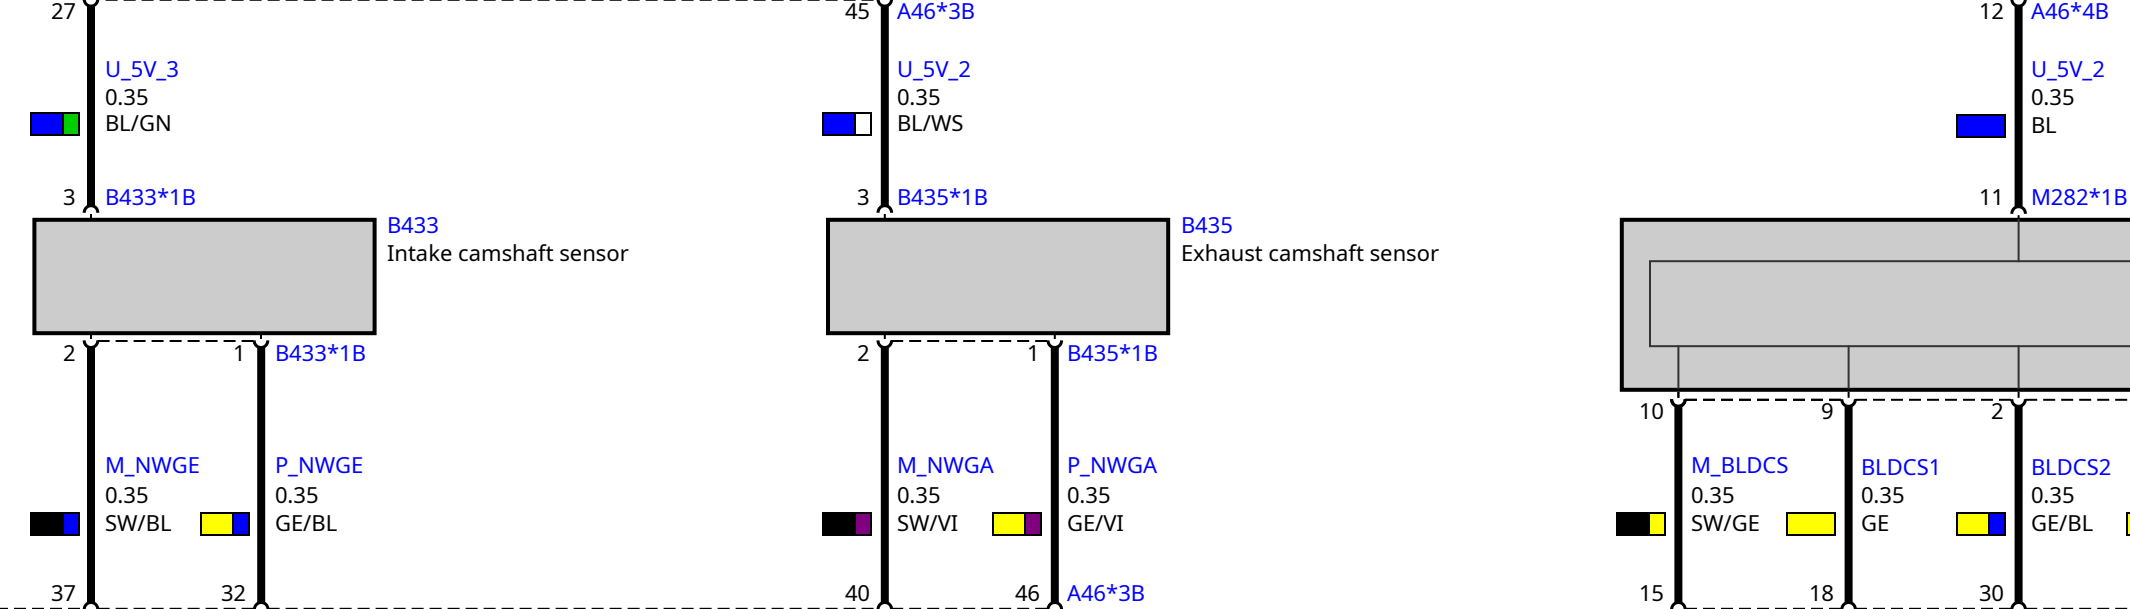 27
45
A46*3B
12
A46*4B
U_5V_3
0.35
BL/GN
U_5V_2
0.35
BL/WS
U_5V_2
0.35
BL
3
B433*1B
3
B435*1B
11
M282*1B
B433
Intake camshaft sensor
B435
Exhaust camshaft sensor
2
1
B433*1B
2
1
B435*1B
10
9
2
M_NWGE
0.35
SW/BL
P_NWGE
0.35
GE/BL
M_NWGA
0.35
SW/VI
P_NWGA
0.35
GE/VI
M_BLDCS
0.35
SW/GE
BLDCS1
0.35
GE
BLDCS2
0.35
GE/BL
37
32
40
46
A46*3B
15
18
30